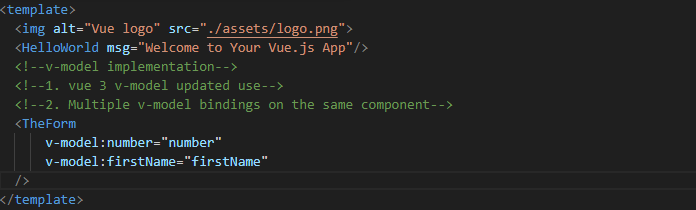 <template>
<img alt="Vue logo" src="./assets/logo.png">
<HelloWorld msg="Welcome to Your Vue.js App"/>
<!--v-model implementation-->
<!--1. vue 3 v-model updated use-->
<!--2. Multiple v-model bindings on the same component-->
<TheForm
v-model:number="number"
v-model:firstName="firstName"
/>
</template>